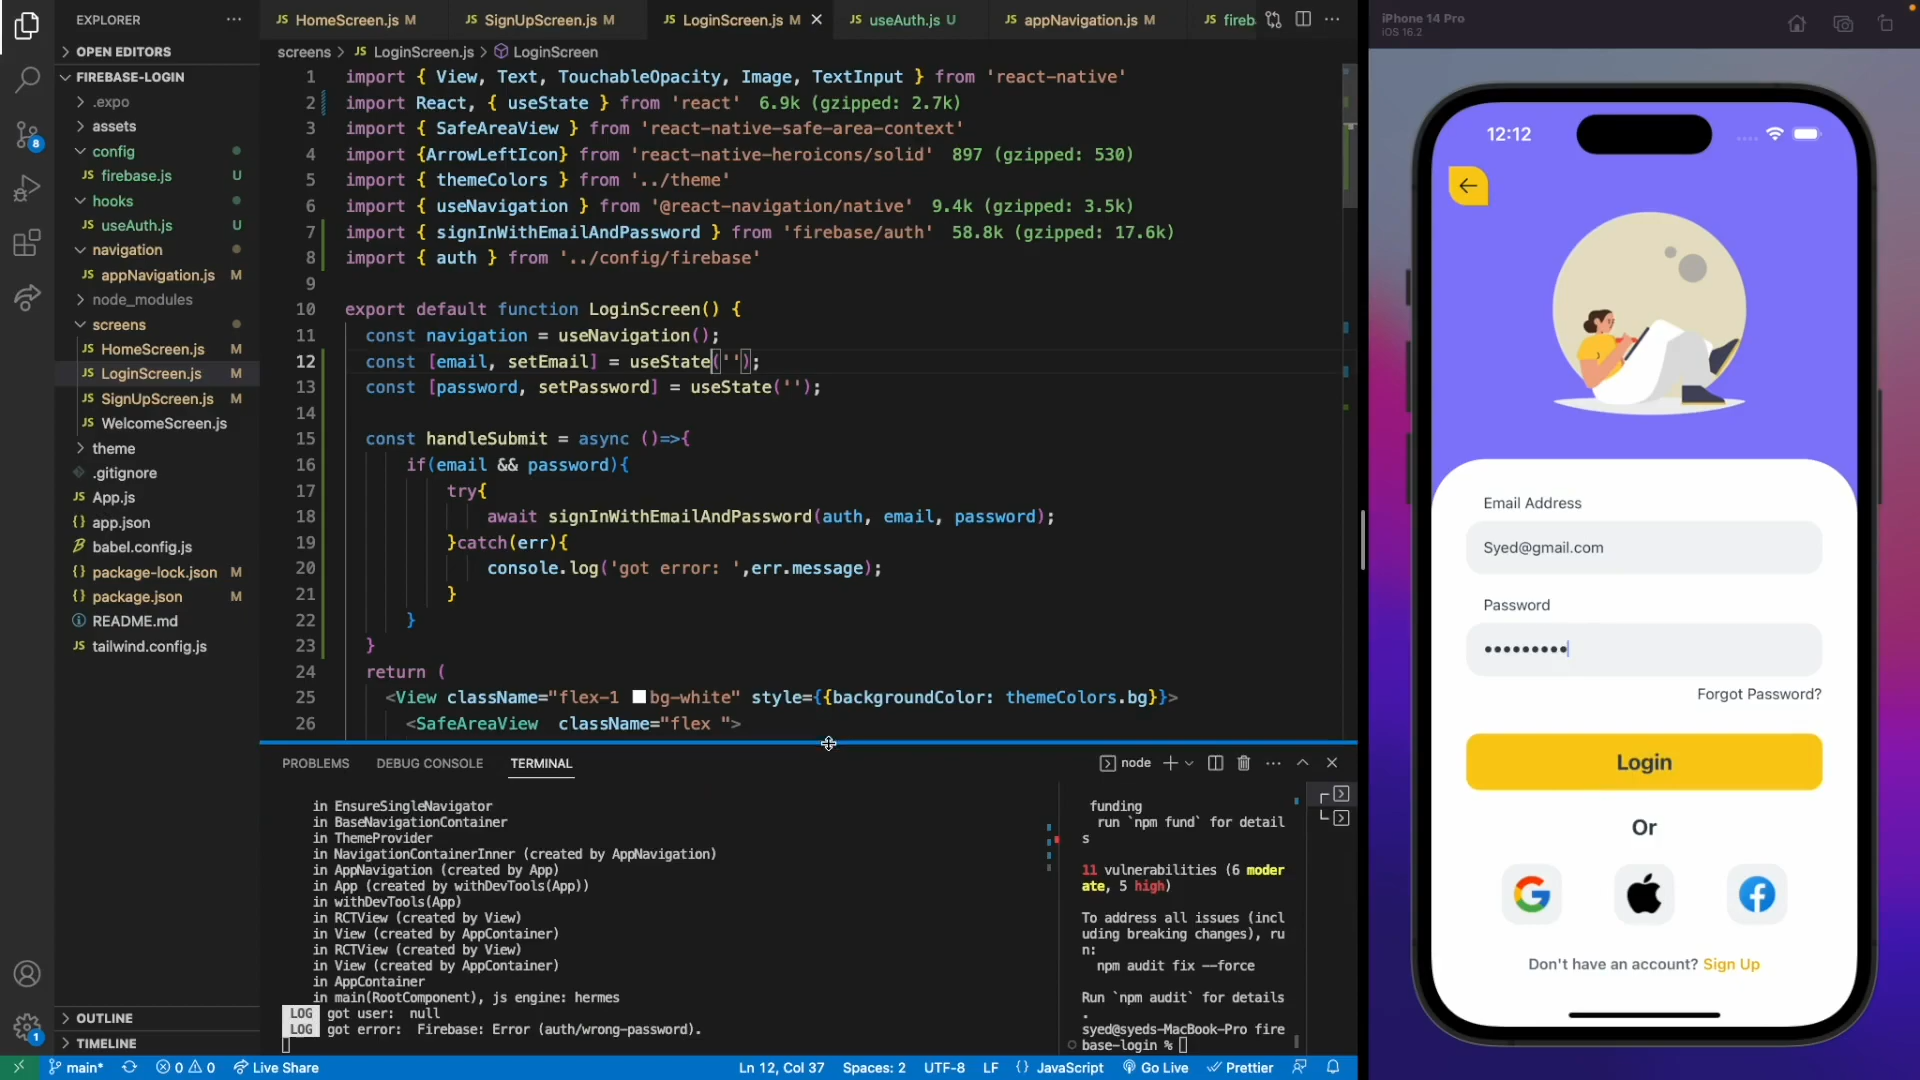 EXPLORER
OPEN EDITORS
FIREBASE-LOGIN
.expo
assets
config
firebase.js U
hooks
useAuth.js U
navigation
appNavigation.js M
node_modules
screens
HomeScreen.js M
LoginScreen.js M
SignUpScreen.js M
WelcomeScreen.js
theme
.gitignore
JS App.js
{} app.json
babel.config.js
{} package-lock.json M
{} package.json M
README.md
JS tailwind.config.js
OUTLINE
TIMELINE
JS HomeScreen.js M
JS SignUpScreen.js M
JS LoginScreen.js M
JS useAuth.js U
JS appNavigation.js M
JS fireb
screens > JS LoginScreen.js > LoginScreen
1 import { View, Text, TouchableOpacity, Image, TextInput } from 'react-native'
2 import React, { useState } from 'react' 6.9k (gzipped: 2.7k)
3 import { SafeAreaView } from 'react-native-safe-area-context'
4 import {ArrowLeftIcon} from 'react-native-heroicons/solid' 897 (gzipped: 530)
5 import { themeColors } from '../theme'
6 import { useNavigation } from '@react-navigation/native' 9.4k (gzipped: 3.5k)
7 import { signInWithEmailAndPassword } from 'firebase/auth' 58.8k (gzipped: 17.6k)
8 import { auth } from '../config/firebase'
9
10 export default function LoginScreen() {
11 const navigation = useNavigation();
12 const [email, setEmail] = useState('');
13 const [password, setPassword] = useState('');
14
15 const handleSubmit = async ()=>{
16 if(email && password){
17 try{
18 await signInWithEmailAndPassword(auth, email, password);
19 }catch(err){
20 console.log('got error: ',err.message);
21 }
22 }
23 }
24 return (
25 <View className="flex-1 bg-white" style={{backgroundColor: themeColors.bg}}>
26 <SafeAreaView className="flex ">
PROBLEMS DEBUG CONSOLE TERMINAL
node
in EnsureSingleNavigator
in BaseNavigationContainer
in ThemeProvider
in NavigationContainerInner (created by AppNavigation)
in AppNavigation (created by App)
in App (created by withDevTools(App))
in withDevTools(App)
in RCTView (created by View)
in View (created by AppContainer)
in RCTView (created by View)
in View (created by AppContainer)
in AppContainer
in main(RootComponent), js engine: hermes
LOG got user: null
LOG got error: Firebase: Error (auth/wrong-password).
funding
run `npm fund` for detail
s
11 vulnerabilities (6 moder
ate, 5 high)
To address all issues (incl
uding breaking changes), ru
n:
npm audit fix --force
Run `npm audit` for details
.
syed@syeds-MacBook-Pro fire
base-login %
8
1
main* 0 0 Live Share Ln 12, Col 37 Spaces: 2 UTF-8 LF {} JavaScript Go Live Prettier
iPhone 14 Pro
iOS 16.2
12:12
Email Address
Syed@gmail.com
Password
•••••••••
Forgot Password?
Login
Or
Don't have an account? Sign Up